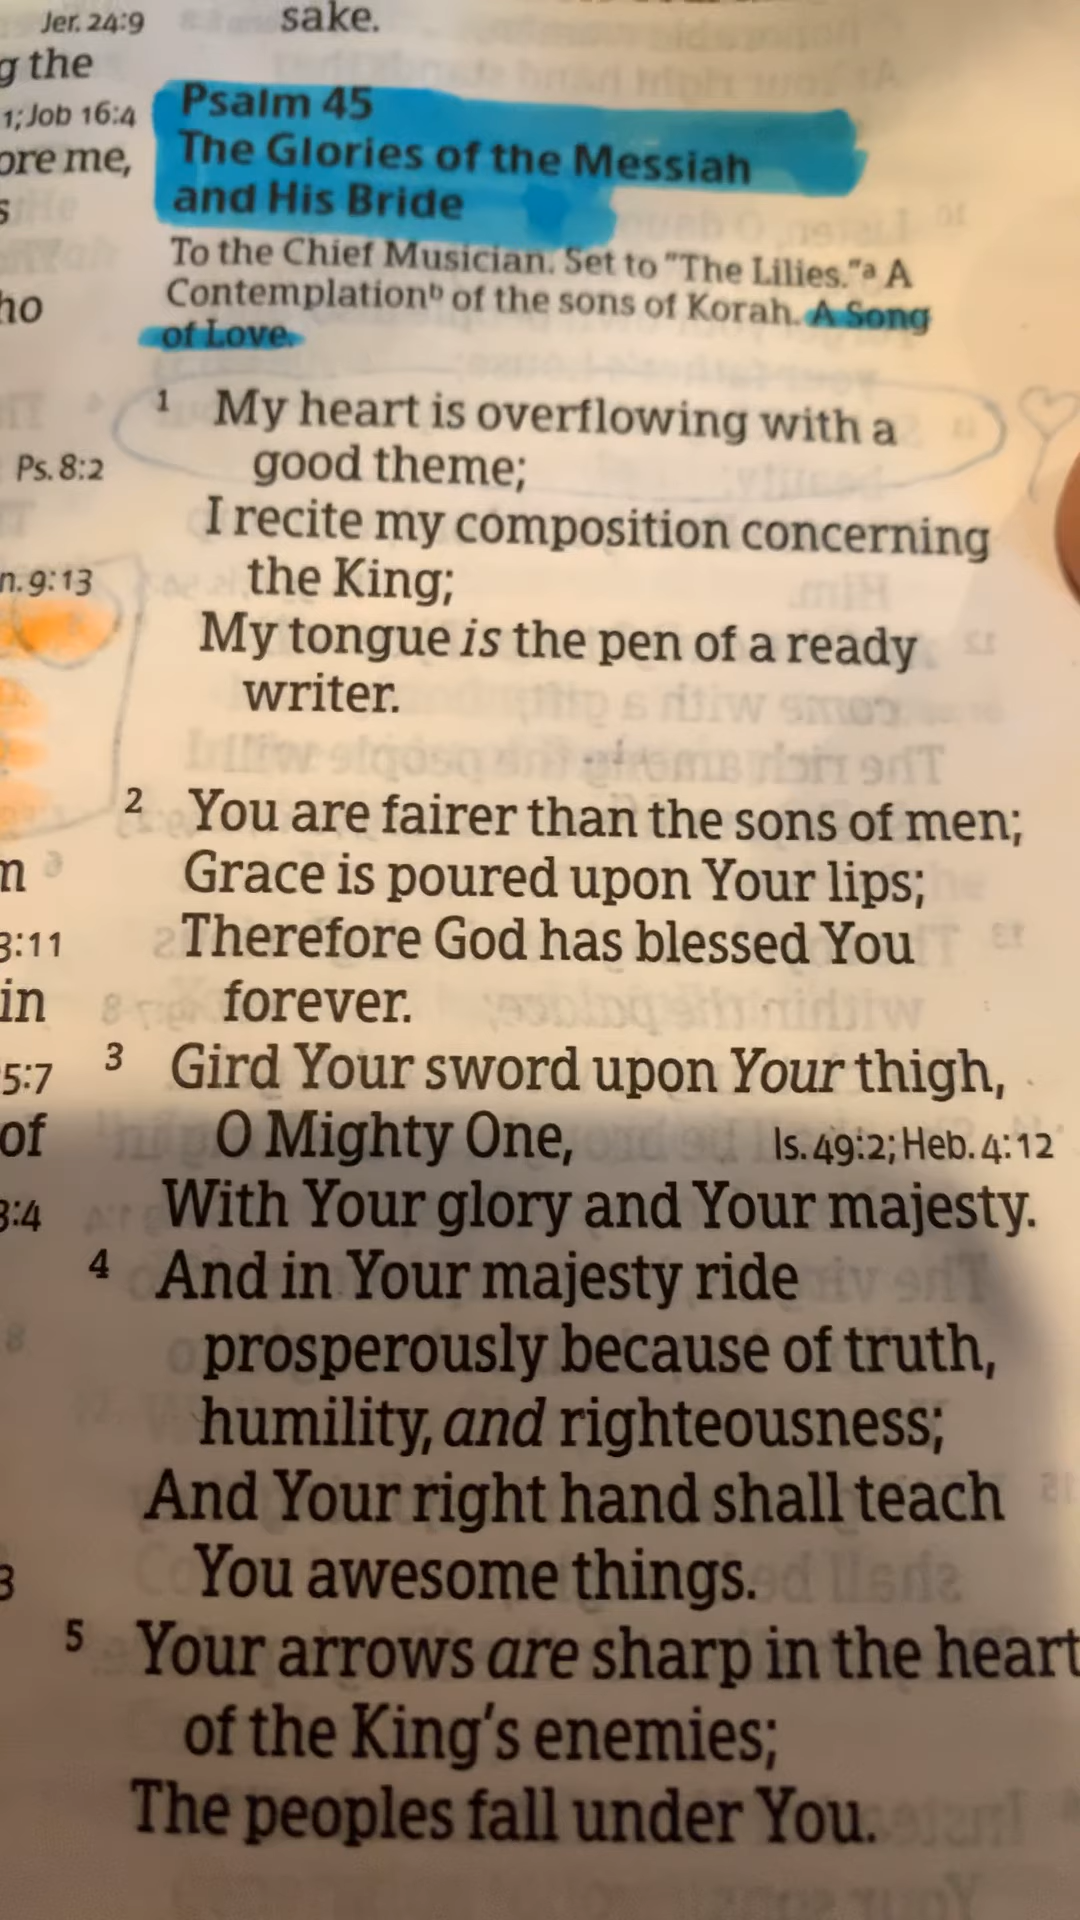 Jer. 24:9
g the
1; Job 16:4
ore me,
s
ho
Ps. 8:2
n. 9:13
m
3:11
in
5:7
of
3:4
3
sake.
Psalm 45
The Glories of the Messiah
and His Bride
To the Chief Musician. Set to "The Lilies."a A
Contemplationb of the sons of Korah. A Song
of Love.
1 My heart is overflowing with a
good theme;
I recite my composition concerning
the King;
My tongue is the pen of a ready
writer.
2 You are fairer than the sons of men;
Grace is poured upon Your lips;
Therefore God has blessed You
forever.
3 Gird Your sword upon Your thigh,
O Mighty One, Is. 49:2; Heb. 4:12
With Your glory and Your majesty.
4 And in Your majesty ride
prosperously because of truth,
humility, and righteousness;
And Your right hand shall teach
You awesome things.
5 Your arrows are sharp in the heart
of the King's enemies;
The peoples fall under You.